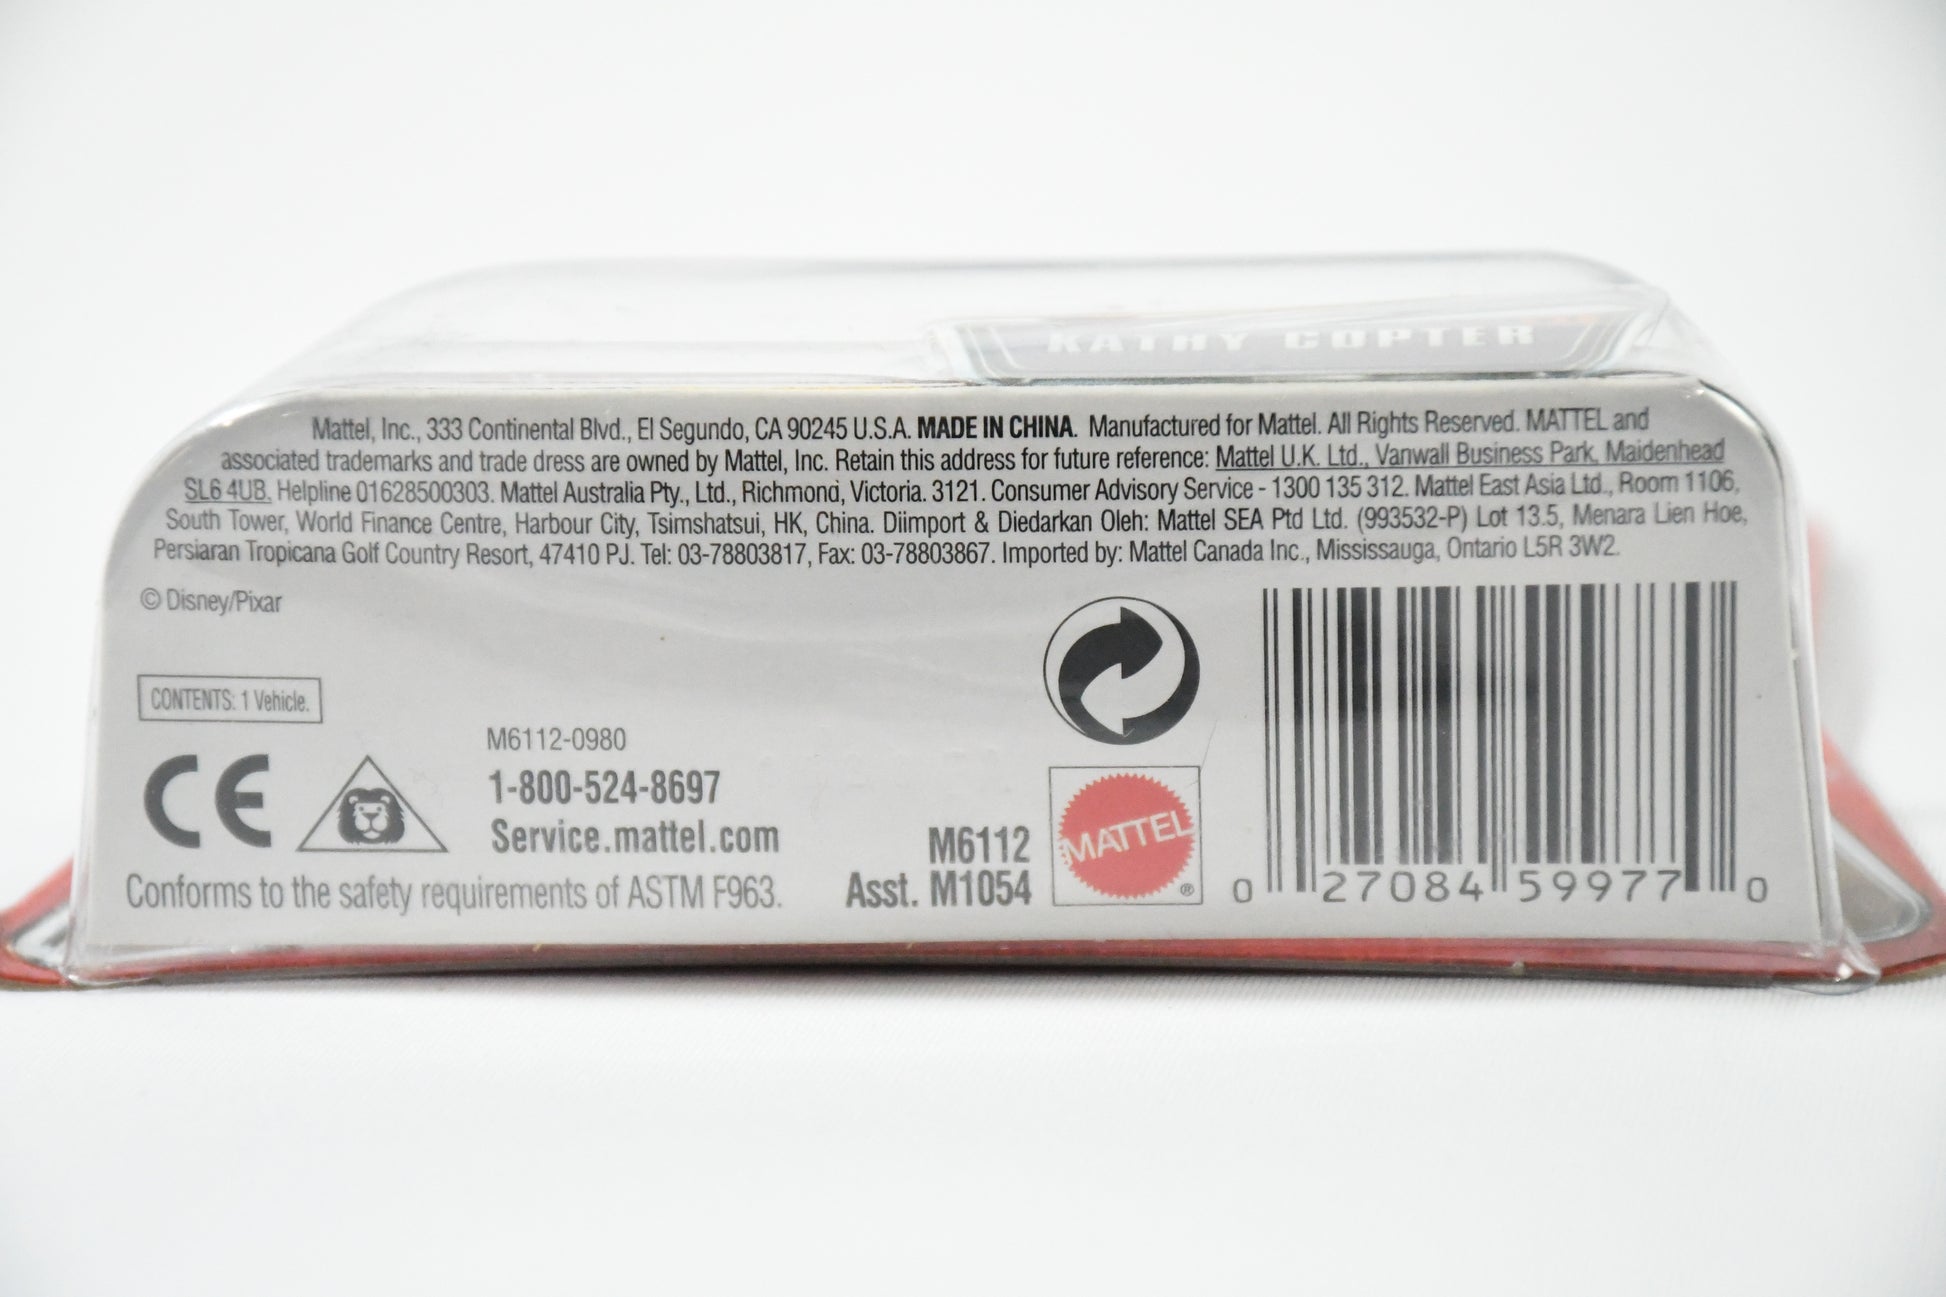 KATHY COPTER
Mattel, Inc., 333 Continental Blvd., El Segundo, CA 90245 U.S.A. MADE IN CHINA. Manufactured for Mattel. All Rights Reserved. MATTEL and
associated trademarks and trade dress are owned by Mattel, Inc. Retain this address for future reference: Mattel U.K. Ltd., Vanwall Business Park, Maidenhead
SL6 4UB. Helpline 01628500303. Mattel Australia Pty., Ltd., Richmond, Victoria. 3121. Consumer Advisory Service - 1300 135 312. Mattel East Asia Ltd., Room 1106,
South Tower, World Finance Centre, Harbour City, Tsimshatsui, HK, China. Diimport & Diedarkan Oleh: Mattel SEA Ptd Ltd. (993532-P) Lot 13.5, Menara Lien Hoe,
Persiaran Tropicana Golf Country Resort, 47410 PJ. Tel: 03-78803817, Fax: 03-78803867. Imported by: Mattel Canada Inc., Mississauga, Ontario L5R 3W2.
© Disney/Pixar
CONTENTS: 1 Vehicle.
CE
M6112-0980
1-800-524-8697
Service.mattel.com
Conforms to the safety requirements of ASTM F963.
M6112
Asst. M1054
MATTEL ®
0 27084 59977 0